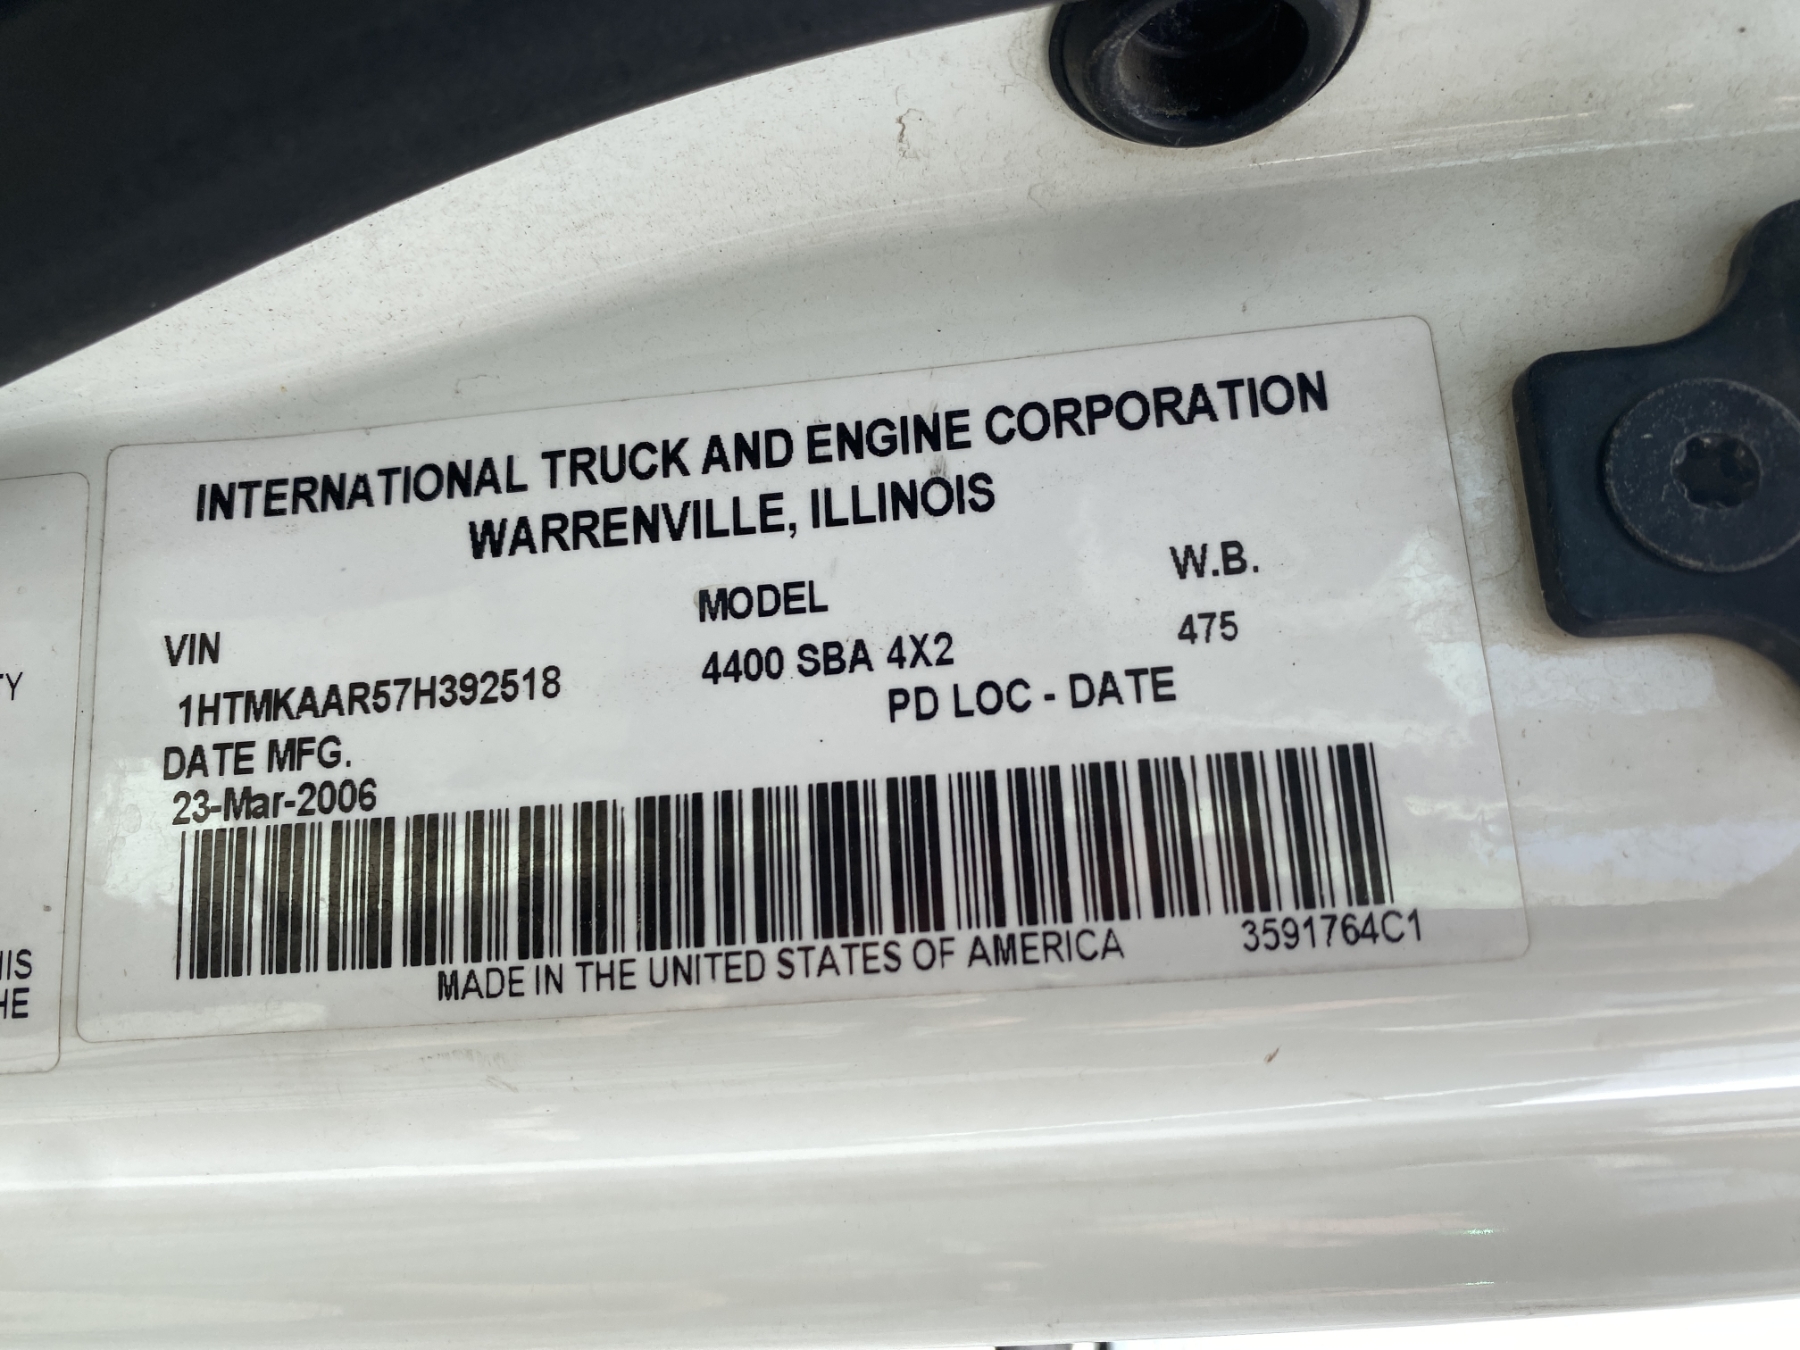 INTERNATIONAL TRUCK AND ENGINE CORPORATION
WARRENVILLE, ILLINOIS
VIN MODEL W.B.
1HTMKAAR57H392518 4400 SBA 4X2 475
DATE MFG. PD LOC - DATE
23-Mar-2006
MADE IN THE UNITED STATES OF AMERICA 3591764C1